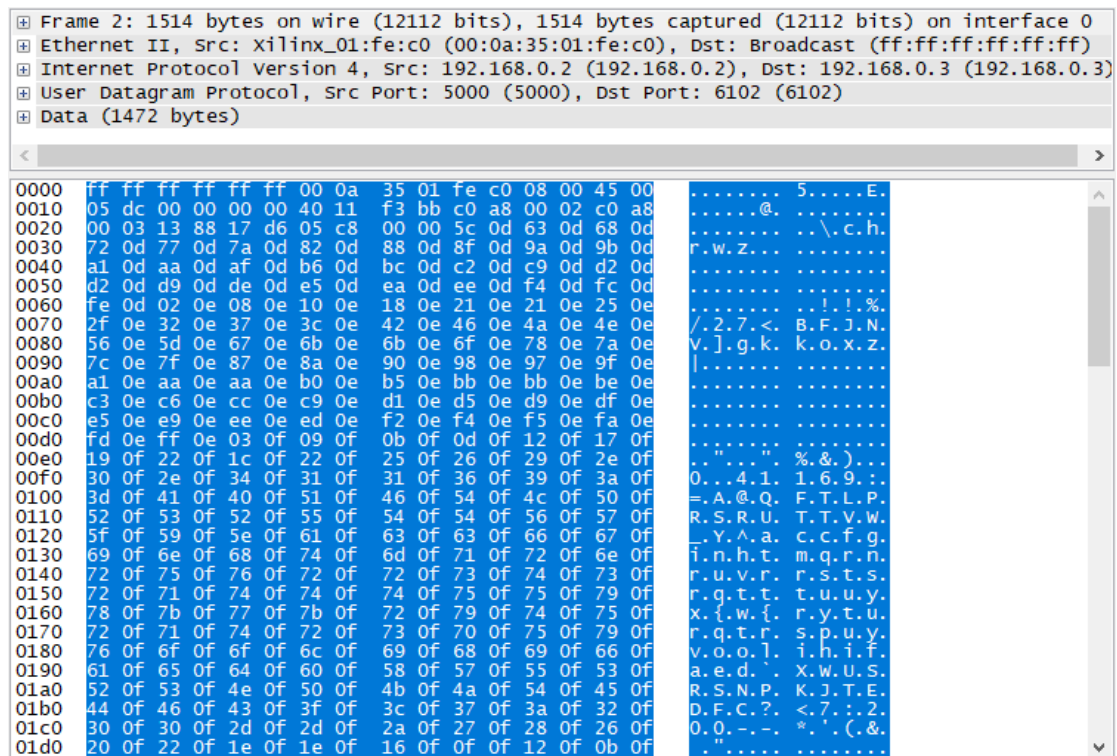 Frame 2: 1514 bytes on wire (12112 bits), 1514 bytes captured (12112 bits) on interface 0
Ethernet II, Src: Xilinx_01:fe:c0 (00:0a:35:01:fe:c0), Dst: Broadcast (ff:ff:ff:ff:ff:ff)
Internet Protocol Version 4, Src: 192.168.0.2 (192.168.0.2), Dst: 192.168.0.3 (192.168.0.3)
User Datagram Protocol, Src Port: 5000 (5000), Dst Port: 6102 (6102)
Data (1472 bytes)
0000 ff ff ff ff ff ff 00 0a 35 01 fe c0 08 00 45 00 ........ 5.....E.
0010 05 dc 00 00 00 00 40 11 f3 bb c0 a8 00 02 c0 a8 ......@. ........
0020 00 03 13 88 17 d6 05 c8 00 00 5c 0d 63 0d 68 0d ........ ..\.c.h.
0030 72 0d 77 0d 7a 0d 82 0d 88 0d 8f 0d 9a 0d 9b 0d r.w.z... ........
0040 a1 0d aa 0d af 0d b6 0d bc 0d c2 0d c9 0d d2 0d ........ ........
0050 d2 0d d9 0d de 0d e5 0d ea 0d ee 0d f4 0d fc 0d ........ ........
0060 fe 0d 02 0e 08 0e 10 0e 18 0e 21 0e 21 0e 25 0e ........ ..!.!.%.
0070 2f 0e 32 0e 37 0e 3c 0e 42 0e 46 0e 4a 0e 4e 0e /.2.7.<. B.F.J.N.
0080 56 0e 5d 0e 67 0e 6b 0e 6b 0e 6f 0e 78 0e 7a 0e V.].g.k. k.o.x.z.
0090 7c 0e 7f 0e 87 0e 8a 0e 90 0e 98 0e 97 0e 9f 0e |....... ........
00a0 a1 0e aa 0e aa 0e b0 0e b5 0e bb 0e bb 0e be 0e ........ ........
00b0 c3 0e c6 0e cc 0e c9 0e d1 0e d5 0e d9 0e df 0e ........ ........
00c0 e5 0e e9 0e ee 0e ed 0e f2 0e f4 0e f5 0e fa 0e ........ ........
00d0 fd 0e ff 0e 03 0f 09 0f 0b 0f 0d 0f 12 0f 17 0f ........ ........
00e0 19 0f 22 0f 1c 0f 22 0f 25 0f 26 0f 29 0f 2e 0f .."...". %.&.)...
00f0 30 0f 2e 0f 34 0f 31 0f 31 0f 36 0f 39 0f 3a 0f 0...4.1. 1.6.9.:.
0100 3d 0f 41 0f 40 0f 51 0f 46 0f 54 0f 4c 0f 50 0f =.A.@.Q. F.T.L.P.
0110 52 0f 53 0f 52 0f 55 0f 54 0f 54 0f 56 0f 57 0f R.S.R.U. T.T.V.W.
0120 5f 0f 59 0f 5e 0f 61 0f 63 0f 63 0f 66 0f 67 0f _.Y.^.a. c.c.f.g.
0130 69 0f 6e 0f 68 0f 74 0f 6d 0f 71 0f 72 0f 6e 0f i.n.h.t. m.q.r.n.
0140 72 0f 75 0f 76 0f 72 0f 72 0f 73 0f 74 0f 73 0f r.u.v.r. r.s.t.s.
0150 72 0f 71 0f 74 0f 74 0f 74 0f 75 0f 75 0f 79 0f r.q.t.t. t.u.u.y.
0160 78 0f 7b 0f 77 0f 7b 0f 72 0f 79 0f 74 0f 75 0f x.{.w.{. r.y.t.u.
0170 72 0f 71 0f 74 0f 72 0f 73 0f 70 0f 75 0f 79 0f r.q.t.r. s.p.u.y.
0180 76 0f 6f 0f 6f 0f 6c 0f 69 0f 68 0f 69 0f 66 0f v.o.o.l. i.h.i.f.
0190 61 0f 65 0f 64 0f 60 0f 58 0f 57 0f 55 0f 53 0f a.e.d.`. X.W.U.S.
01a0 52 0f 53 0f 4e 0f 50 0f 4b 0f 4a 0f 54 0f 45 0f R.S.N.P. K.J.T.E.
01b0 44 0f 46 0f 43 0f 3f 0f 3c 0f 37 0f 3a 0f 32 0f D.F.C.?. <.7.:.2.
01c0 30 0f 30 0f 2d 0f 2d 0f 2a 0f 27 0f 28 0f 26 0f 0.0.-.-. *.'.(.&.
01d0 20 0f 22 0f 1e 0f 1e 0f 16 0f 0f 0f 12 0f 0b 0f  ."..... ........